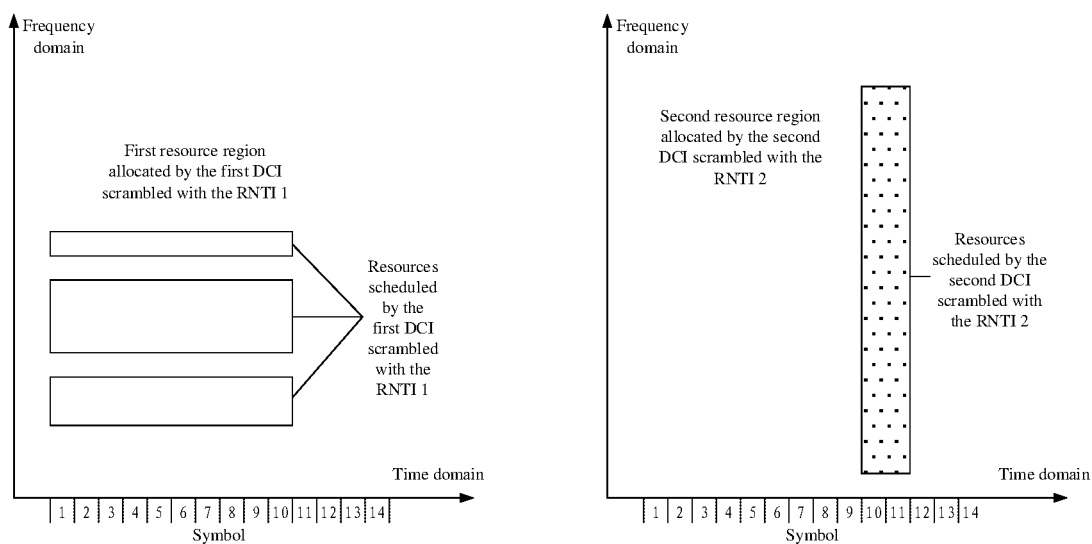 Frequency
domain
First resource region
allocated by the first DCI
scrambled with the RNTI 1
Resources
scheduled
by the
first DCI
scrambled
with the
RNTI 1
Time domain
1 2 3 4 5 6 7 8 9 10 11 12 13 14
Symbol
Frequency
domain
Second resource region
allocated by the second
DCI scrambled with the
RNTI 2
Resources
scheduled by the
second DCI
scrambled with
the RNTI 2
Time domain
1 2 3 4 5 6 7 8 9 10 11 12 13 14
Symbol